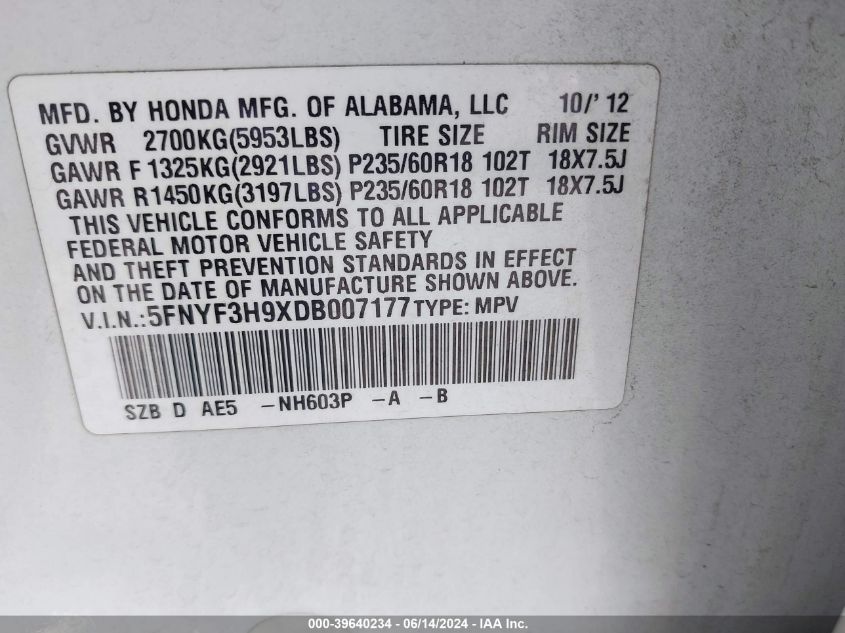 MFD. BY HONDA MFG. OF ALABAMA, LLC 10/'12
GVWR 2700KG(5953LBS) TIRE SIZE RIM SIZE
GAWR F 1325KG(2921LBS) P235/60R18 102T 18X7.5J
GAWR R1450KG(3197LBS) P235/60R18 102T 18X7.5J
THIS VEHICLE CONFORMS TO ALL APPLICABLE
FEDERAL MOTOR VEHICLE SAFETY
AND THEFT PREVENTION STANDARDS IN EFFECT
ON THE DATE OF MANUFACTURE SHOWN ABOVE.
V.I.N.:5FNYF3H9XDB007177 TYPE: MPV
SZB D AE5 -NH603P -A -B
000-39640234 - 06/14/2024 - IAA Inc.